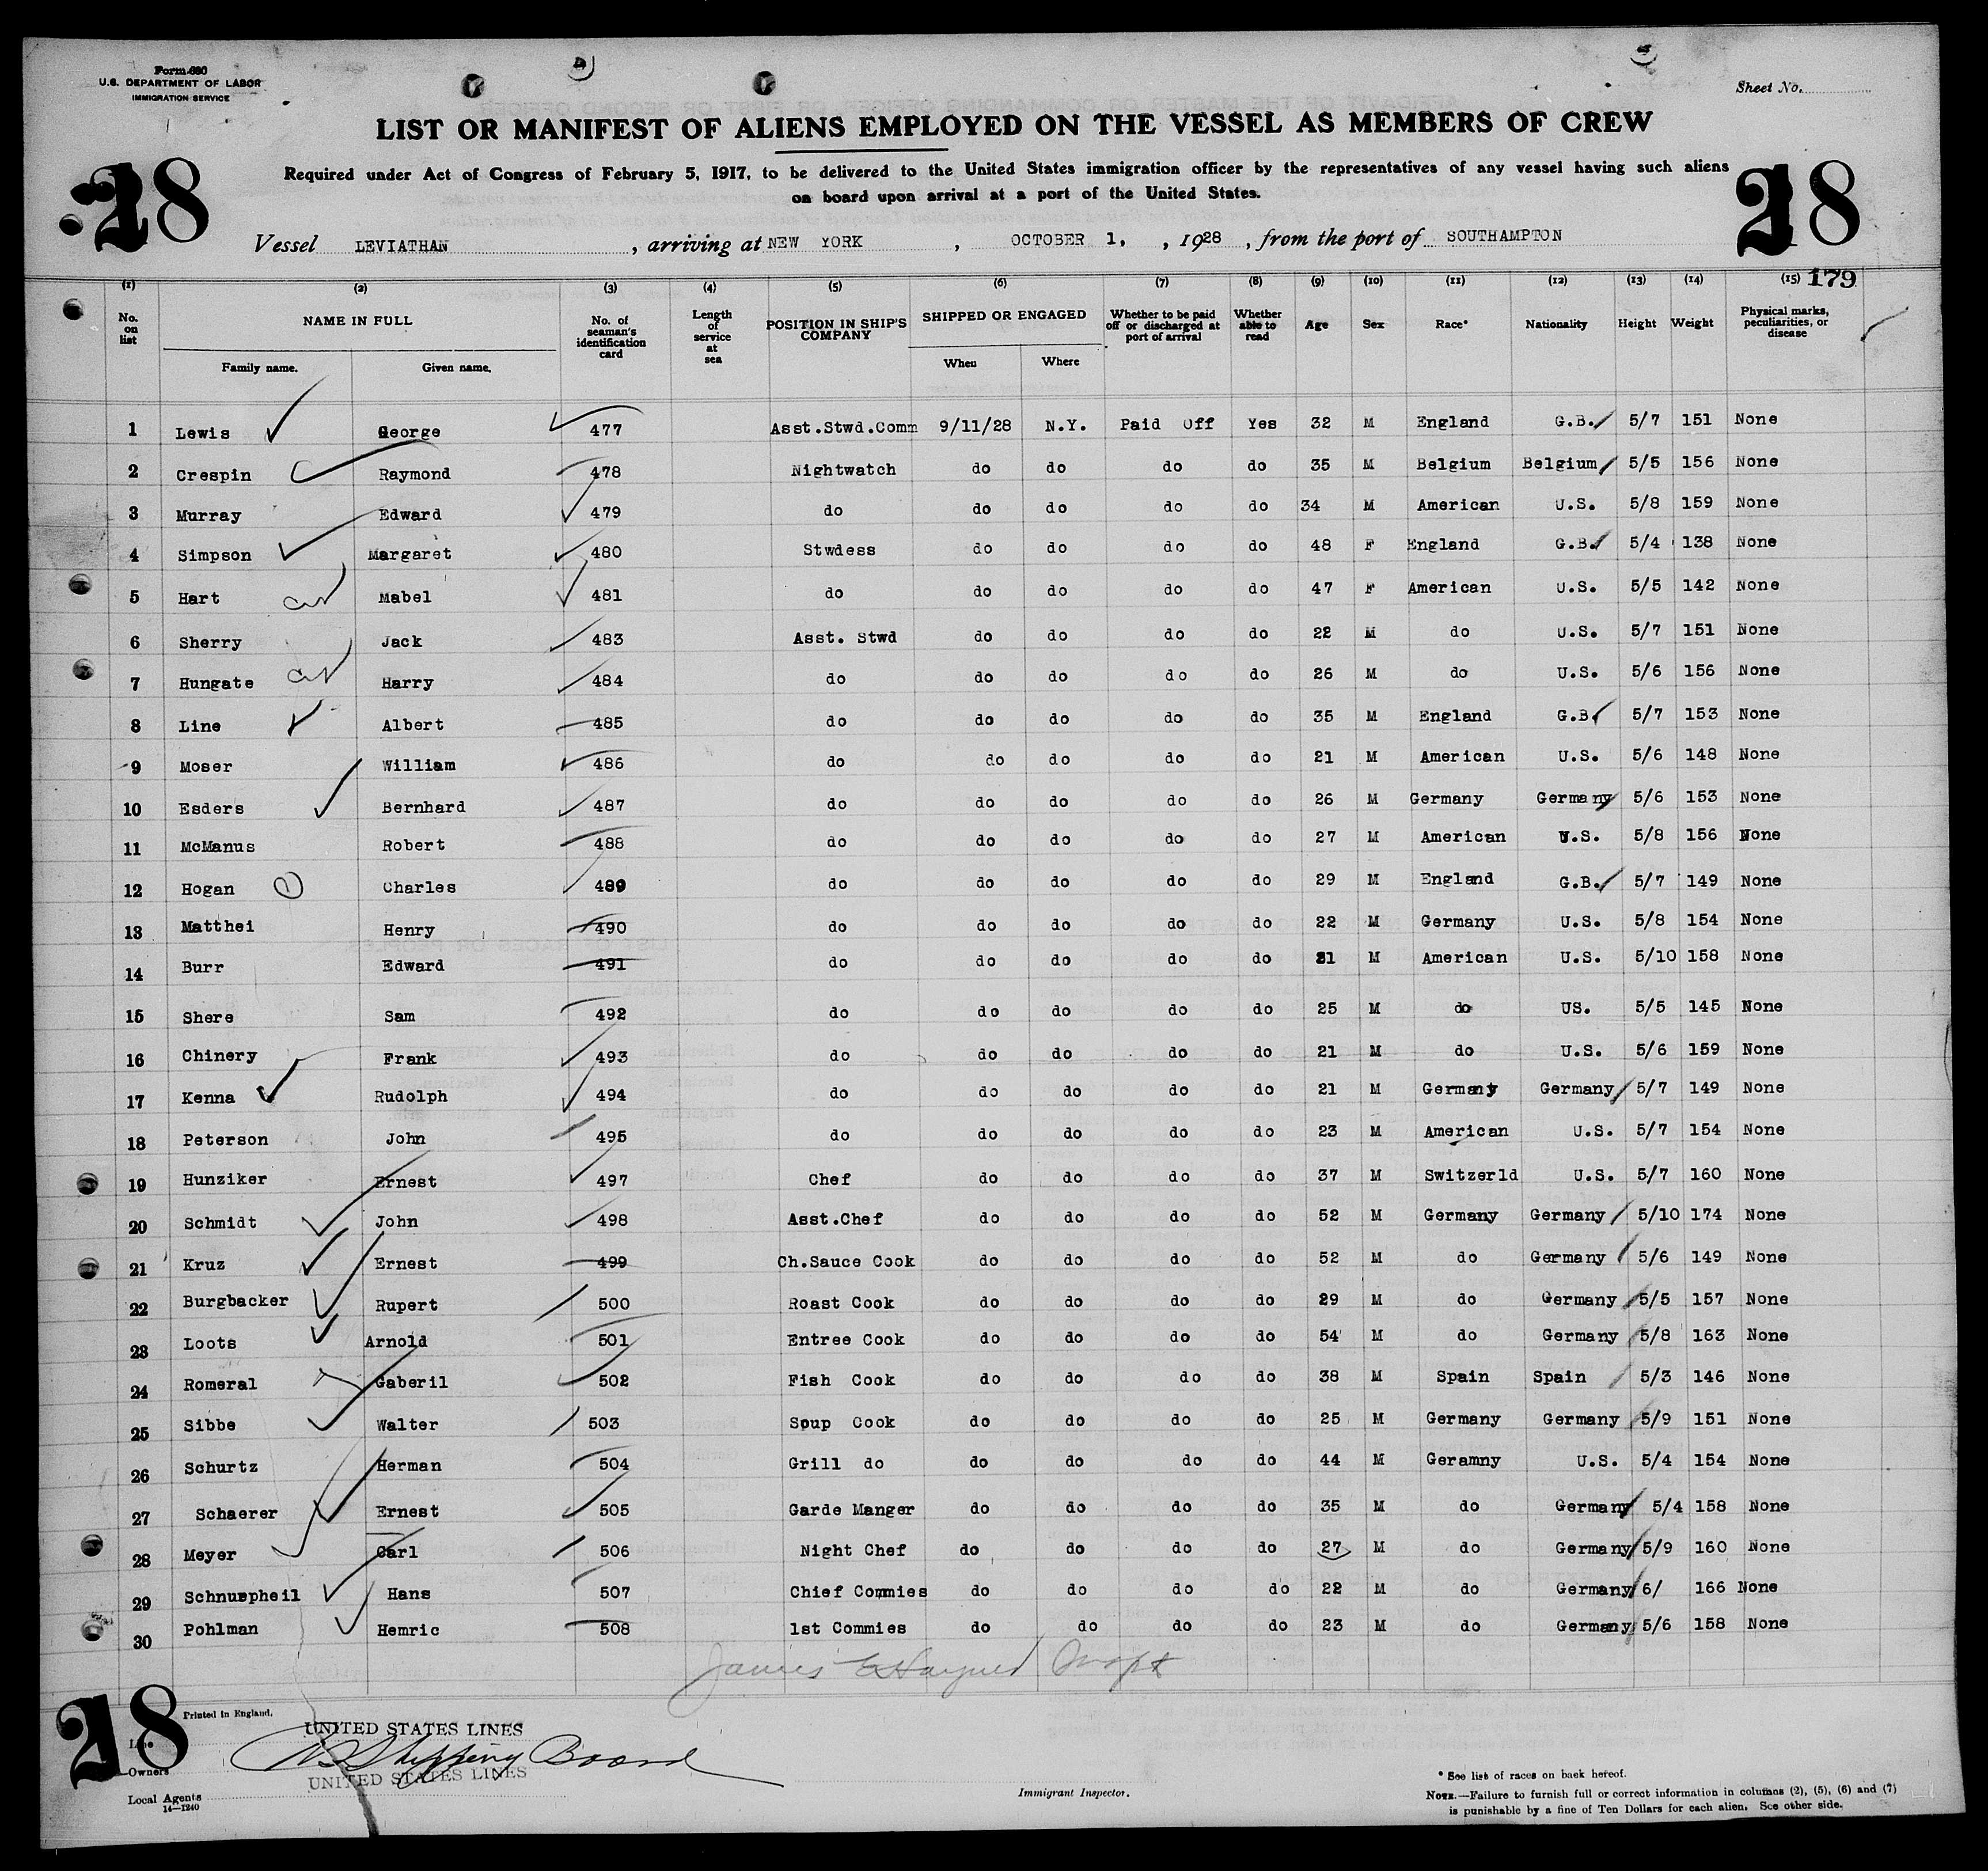 Form 680
U.S. DEPARTMENT OF LABOR
IMMIGRATION SERVICE
Sheet No.
LIST OR MANIFEST OF ALIENS EMPLOYED ON THE VESSEL AS MEMBERS OF CREW
Required under Act of Congress of February 5, 1917, to be delivered to the United States immigration officer by the representatives of any vessel having such aliens
on board upon arrival at a port of the United States.
28 28
Vessel LEVIATHAN, arriving at NEW YORK, OCTOBER 1, , 1928, from the port of SOUTHAMPTON
179
(1) (2) (3) (4) (5) (6) (7) (8) (9) (10) (11) (12) (13) (14) (15)
No. on list NAME IN FULL No. of seaman's identification card Length of service at sea POSITION IN SHIP'S COMPANY SHIPPED OR ENGAGED Whether to be paid off or discharged at port of arrival Whether able to read Age Sex Race* Nationality Height Weight Physical marks, peculiarities, or disease
Family name. Given name. When Where
1 Lewis George 477 Asst.Stwd.Comm 9/11/28 N.Y. Paid Off Yes 32 M England G.B. 5/7 151 None
2 Crespin Raymond 478 Nightwatch do do do do 35 M Belgium Belgium 5/5 156 None
3 Murray Edward 479 do do do do do 34 M American U.S. 5/8 159 None
4 Simpson Margaret 480 Stwdess do do do do 48 F England G.B. 5/4 138 None
5 Hart Mabel 481 do do do do do 47 F American U.S. 5/5 142 None
6 Sherry Jack 483 Asst. Stwd do do do do 22 M do U.S. 5/7 151 None
7 Hungate Harry 484 do do do do do 26 M do U.S. 5/6 156 None
8 Line Albert 485 do do do do do 35 M England G.B. 5/7 153 None
9 Moser William 486 do do do do do 21 M American U.S. 5/6 148 None
10 Esders Bernhard 487 do do do do do 26 M Germany Germany 5/6 153 None
11 McManus Robert 488 do do do do do 27 M American U.S. 5/8 156 None
12 Hogan 1 Charles 489 do do do do do 29 M England G.B. 5/7 149 None
13 Matthei Henry 490 do do do do do 22 M Germany U.S. 5/8 154 None
14 Burr Edward 491 do do do do do 21 M American U.S. 5/10 158 None
15 Shere Sam 492 do do do do do 25 M do US. 5/5 145 None
16 Chinery Frank 493 do do do do do 21 M do U.S. 5/6 159 None
17 Kenna Rudolph 494 do do do do do 21 M Germany Germany 5/7 149 None
18 Peterson John 495 do do do do do 23 M American U.S. 5/7 154 None
19 Hunziker Ernest 497 Chef do do do do 37 M Switzerld U.S. 5/7 160 None
20 Schmidt John 498 Asst.Chef do do do do 52 M Germany Germany 5/10 174 None
21 Kruz Ernest 499 Ch.Sauce Cook do do do do 52 M do Germany 5/6 149 None
22 Burgbacker Rupert 500 Roast Cook do do do do 29 M do Germany 5/5 157 None
23 Loots Arnold 501 Entree Cook do do do do 54 M do Germany 5/8 163 None
24 Romeral Gaberil 502 Fish Cook do do do do 38 M Spain Spain 5/3 146 None
25 Sibbe Walter 503 Soup Cook do do do do 25 M Germany Germany 5/9 151 None
26 Schurtz Herman 504 Grill do do do do do 44 M Geramny U.S. 5/4 154 None
27 Schaerer Ernest 505 Garde Manger do do do do 35 M do Germany 5/4 158 None
28 Meyer Carl 506 Night Chef do do do do 27 M do Germany 5/9 160 None
29 Schnurpheil Hans 507 Chief Commies do do do do 22 M do Germany 6/ 166 None
30 Pohlman Hemric 508 1st Commies do do do do 23 M do Germany 5/6 158 None
James E
28
Printed in England.
Line UNITED STATES LINES
Owners US Shipping Board
Local Agents UNITED STATES LINES
14—1240
Immigrant Inspector.
* See list of races on back hereof.
NOTE.—Failure to furnish full or correct information in columns (2), (5), (6) and (7)
is punishable by a fine of Ten Dollars for each alien. See other side.